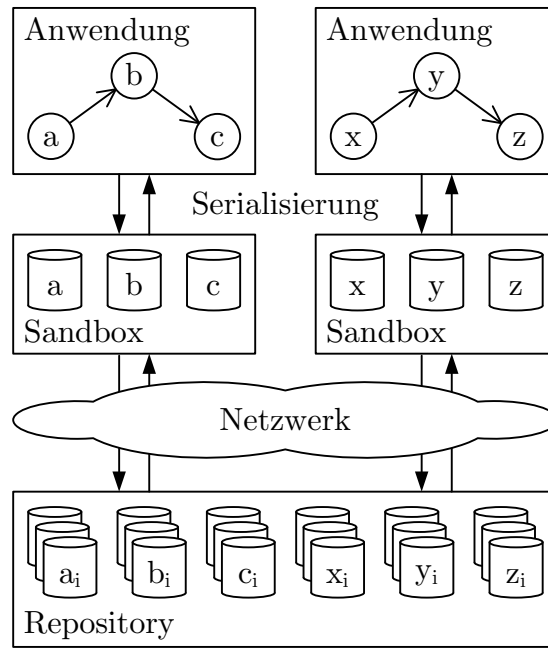 Anwendung Anwendung
b y
a c x z
Serialisierung
a b c x y z
Sandbox Sandbox
Netzwerk
aᵢ bᵢ cᵢ xᵢ yᵢ zᵢ
Repository